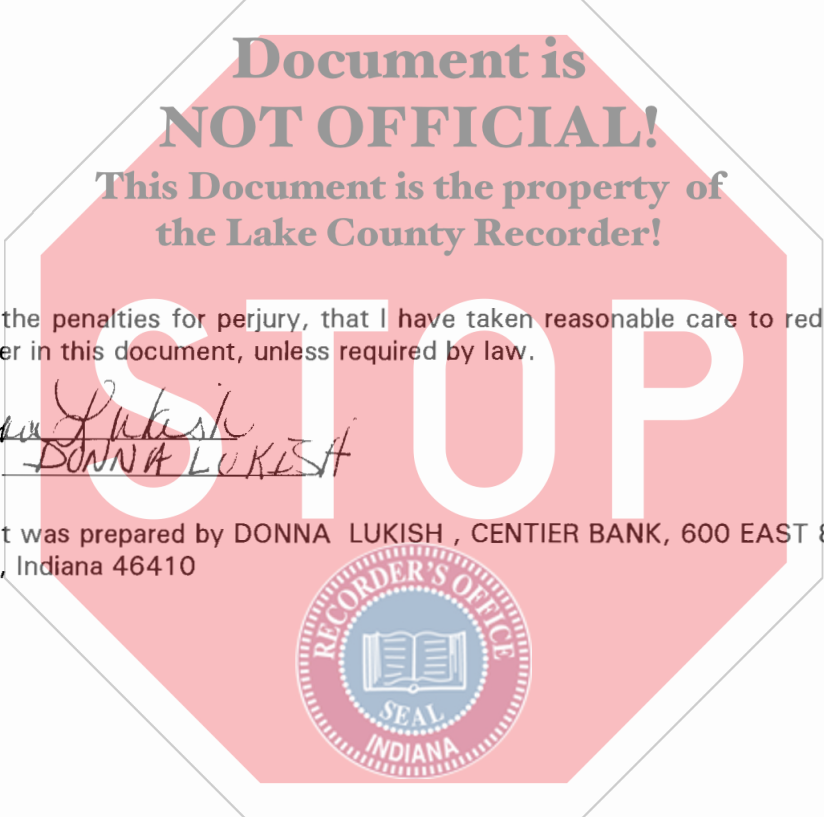 Document is
NOT OFFICIAL!
This Document is the property of
the Lake County Recorder!
STOP
the penalties for perjury, that I have taken reasonable care to red
er in this document, unless required by law.
Lukish
DONNA LUKISH
t was prepared by DONNA LUKISH , CENTIER BANK, 600 EAST 8
, Indiana 46410
RECORDER'S OFFICE
SEAL
INDIANA